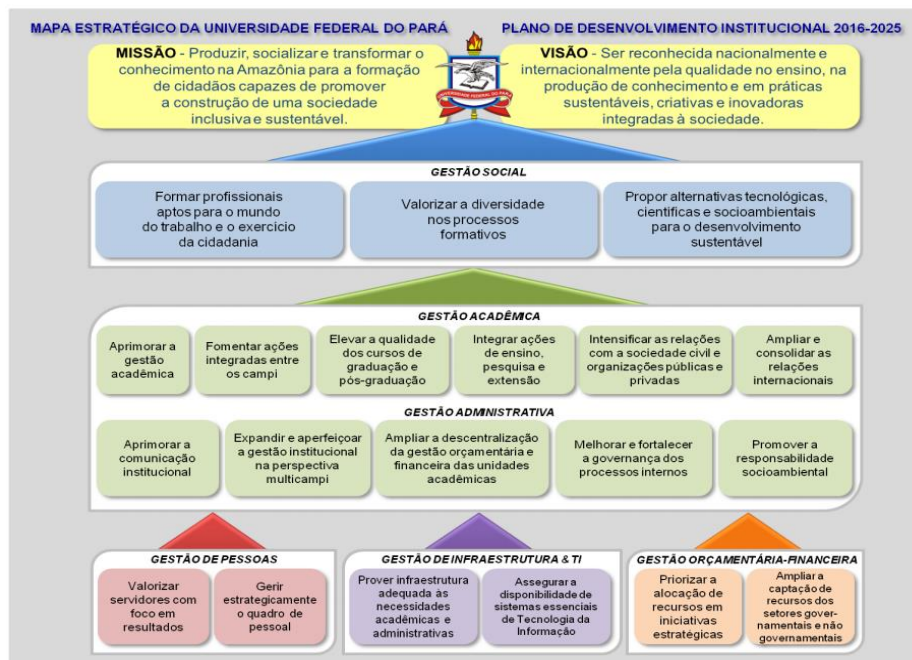 MAPA ESTRATÉGICO DA UNIVERSIDADE FEDERAL DO PARÁ
PLANO DE DESENVOLVIMENTO INSTITUCIONAL 2016-2025
MISSÃO - Produzir, socializar e transformar o
conhecimento na Amazônia para a formação
de cidadãos capazes de promover
a construção de uma sociedade
inclusiva e sustentável.
VISÃO - Ser reconhecida nacionalmente e
internacionalmente pela qualidade no ensino, na
produção de conhecimento e em práticas
sustentáveis, criativas e inovadoras
integradas à sociedade.
UNIVERSIDADE FEDERAL DO PARÁ
GESTÃO SOCIAL
Formar profissionais
aptos para o mundo
do trabalho e o exercício
da cidadania
Valorizar a diversidade
nos processos
formativos
Propor alternativas tecnológicas,
científicas e socioambientais
para o desenvolvimento
sustentável
GESTÃO ACADÊMICA
Aprimorar a
gestão
acadêmica
Fomentar ações
integradas entre
os campi
Elevar a qualidade
dos cursos de
graduação e
pós-graduação
Integrar ações
de ensino,
pesquisa e
extensão
Intensificar as relações
com a sociedade civil e
organizações públicas e
privadas
Ampliar e
consolidar as
relações
internacionais
GESTÃO ADMINISTRATIVA
Aprimorar a
comunicação
institucional
Expandir e aperfeiçoar
a gestão institucional
na perspectiva
multicampi
Ampliar a descentralização
da gestão orçamentária e
financeira das unidades
acadêmicas
Melhorar e fortalecer
a governança dos
processos internos
Promover a
responsabilidade
socioambiental
GESTÃO DE PESSOAS
Valorizar
servidores com
foco em
resultados
Gerir
estrategicamente
o quadro de
pessoal
GESTÃO DE INFRAESTRUTURA & TI
Prover infraestrutura
adequada às
necessidades
acadêmicas e
administrativas
Assegurar a
disponibilidade de
sistemas essenciais
de Tecnologia da
Informação
GESTÃO ORÇAMENTÁRIA-FINANCEIRA
Priorizar a
alocação de
recursos em
iniciativas
estratégicas
Ampliar a
captação de
recursos dos
setores gover-
namentais e não
governamentais